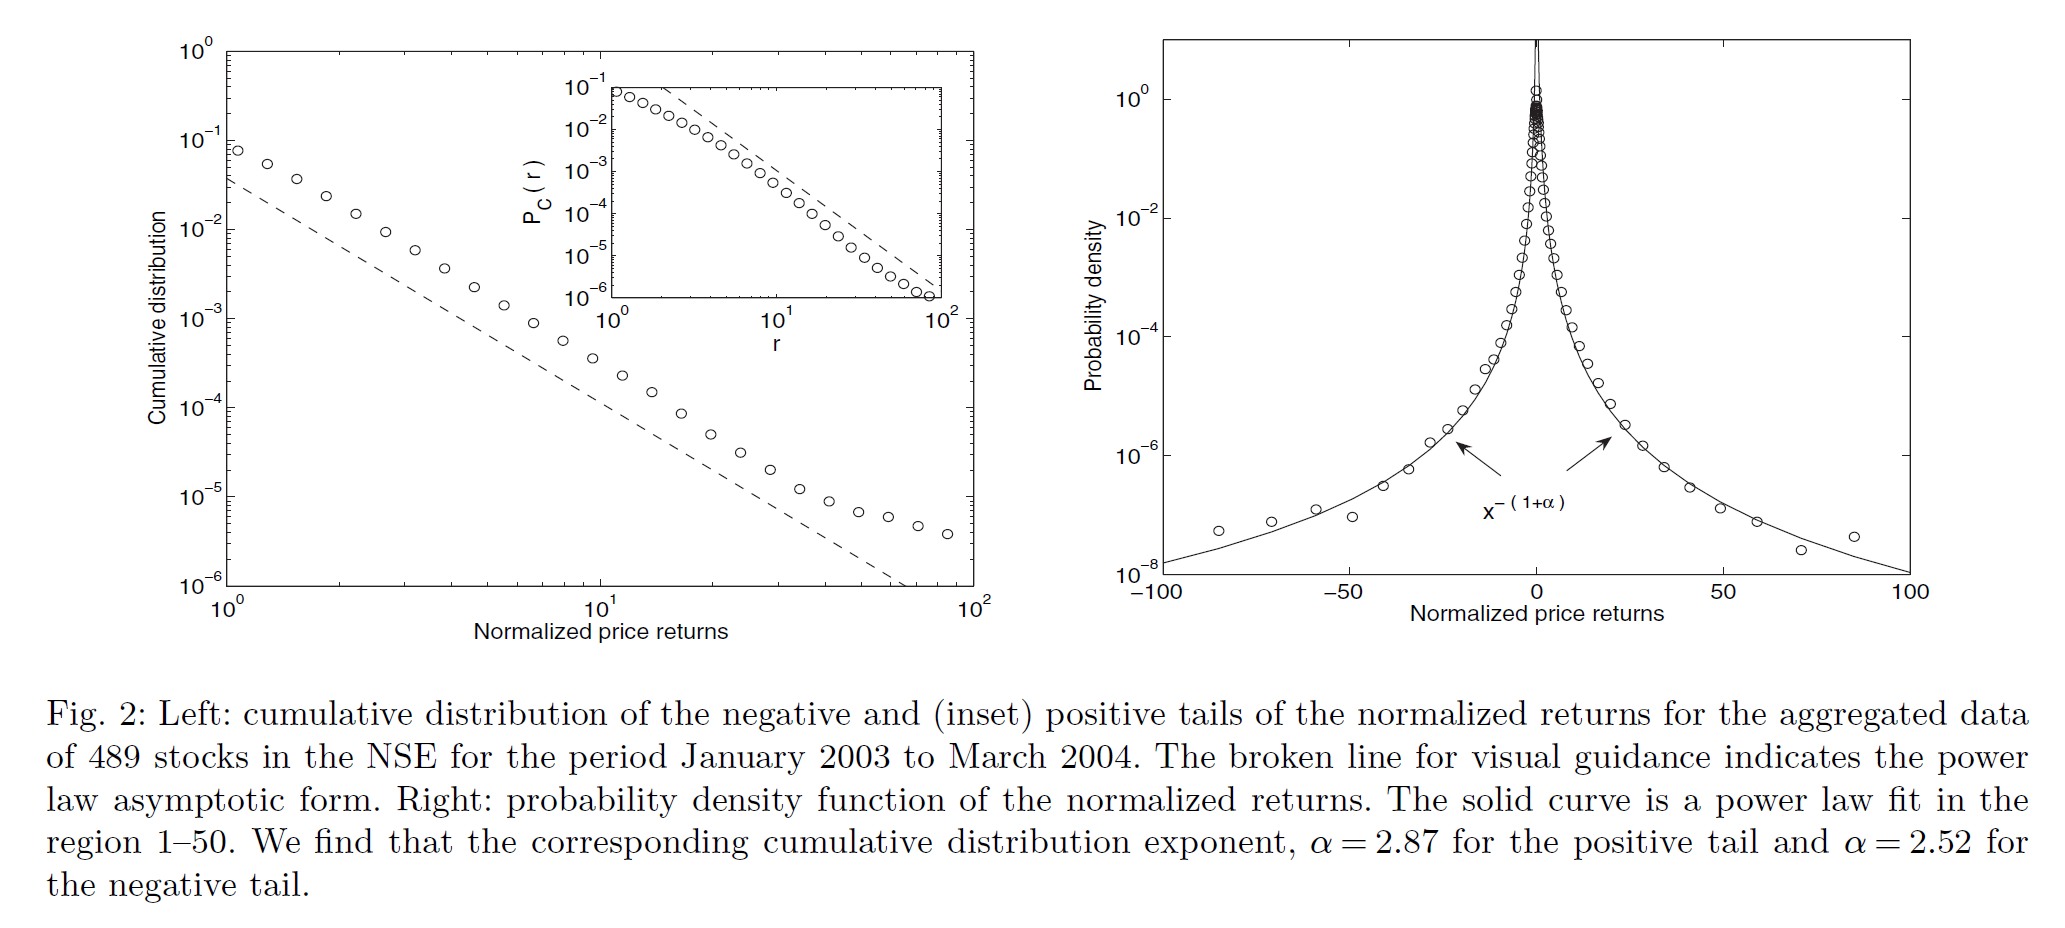 10^0
10^−1
10^−2
10^−3
10^−4
10^−5
10^−6
Cumulative distribution
10^0 10^1 10^2
Normalized price returns
10^−1
10^−2
10^−3
10^−4
10^−5
10^−6
P_C ( r )
10^0 10^1 10^2
r
10^0
10^−2
10^−4
10^−6
10^−8
Probability density
x^− ( 1+α )
−100 −50 0 50 100
Normalized price returns
Fig. 2: Left: cumulative distribution of the negative and (inset) positive tails of the normalized returns for the aggregated data
of 489 stocks in the NSE for the period January 2003 to March 2004. The broken line for visual guidance indicates the power
law asymptotic form. Right: probability density function of the normalized returns. The solid curve is a power law fit in the
region 1–50. We find that the corresponding cumulative distribution exponent, α = 2.87 for the positive tail and α = 2.52 for
the negative tail.